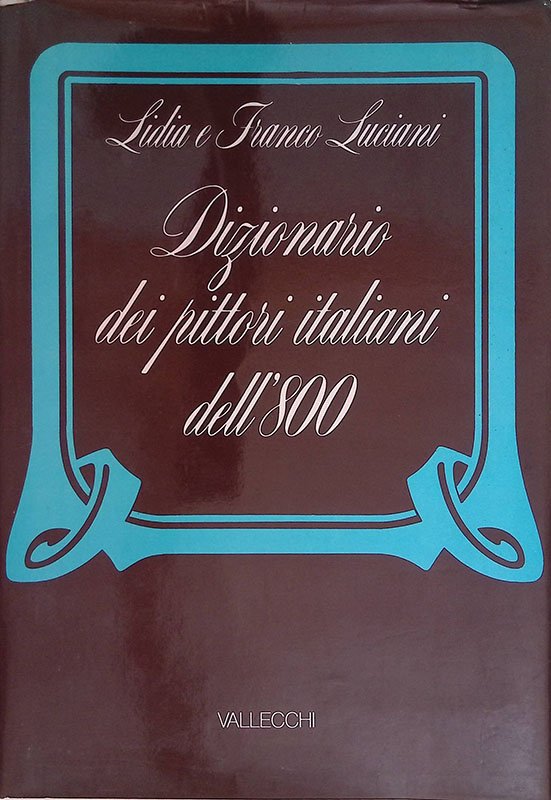 Lidia e Franco Luciani
Dizionario
dei pittori italiani
dell'800
VALLECCHI